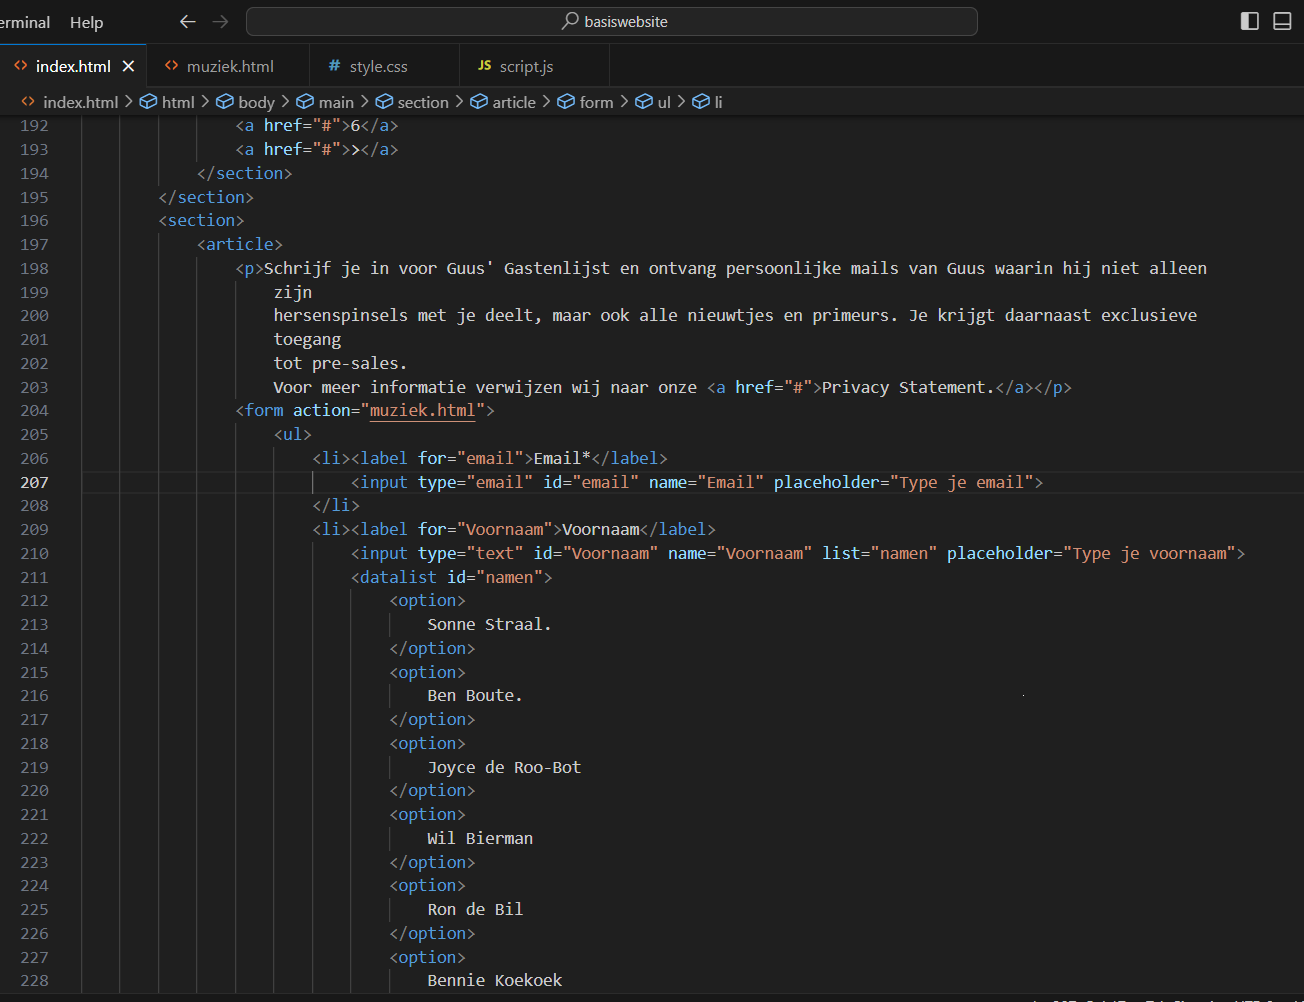 erminal Help basiswebsite
index.html muziek.html # style.css JS script.js
index.html > html > body > main > section > article > form > ul > li
192 <a href="#">6</a>
193 <a href="#">></a>
194 </section>
195 </section>
196 <section>
197 <article>
198 <p>Schrijf je in voor Guus' Gastenlijst en ontvang persoonlijke mails van Guus waarin hij niet alleen
199 zijn
200 hersenspinsels met je deelt, maar ook alle nieuwtjes en primeurs. Je krijgt daarnaast exclusieve
201 toegang
202 tot pre-sales.
203 Voor meer informatie verwijzen wij naar onze <a href="#">Privacy Statement.</a></p>
204 <form action="muziek.html">
205 <ul>
206 <li><label for="email">Email*</label>
207 <input type="email" id="email" name="Email" placeholder="Type je email">
208 </li>
209 <li><label for="Voornaam">Voornaam</label>
210 <input type="text" id="Voornaam" name="Voornaam" list="namen" placeholder="Type je voornaam">
211 <datalist id="namen">
212 <option>
213 Sonne Straal.
214 </option>
215 <option>
216 Ben Boute.
217 </option>
218 <option>
219 Joyce de Roo-Bot
220 </option>
221 <option>
222 Wil Bierman
223 </option>
224 <option>
225 Ron de Bil
226 </option>
227 <option>
228 Bennie Koekoek